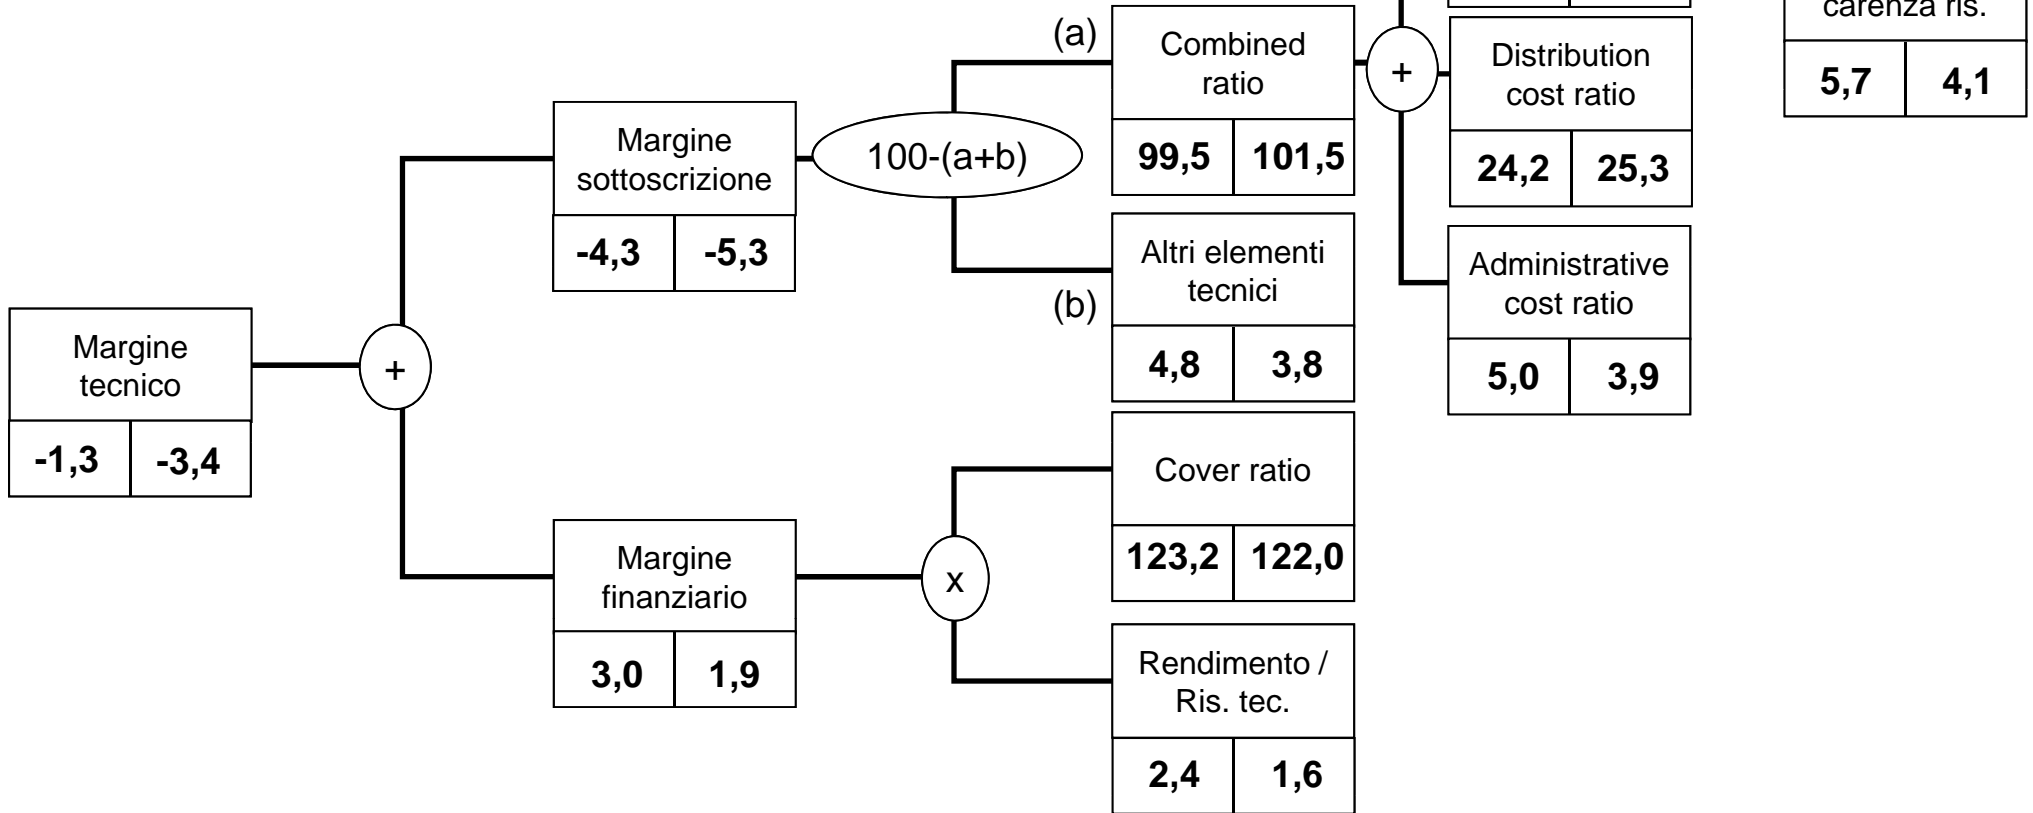 carenza ris.
5,7 4,1
(a)
Combined
ratio
99,5 101,5
+
Distribution
cost ratio
24,2 25,3
Margine
sottoscrizione
-4,3 -5,3
100-(a+b)
Altri elementi
tecnici
(b)
4,8 3,8
Administrative
cost ratio
5,0 3,9
Margine
tecnico
-1,3 -3,4
+
Cover ratio
123,2 122,0
Margine
finanziario
3,0 1,9
x
Rendimento /
Ris. tec.
2,4 1,6